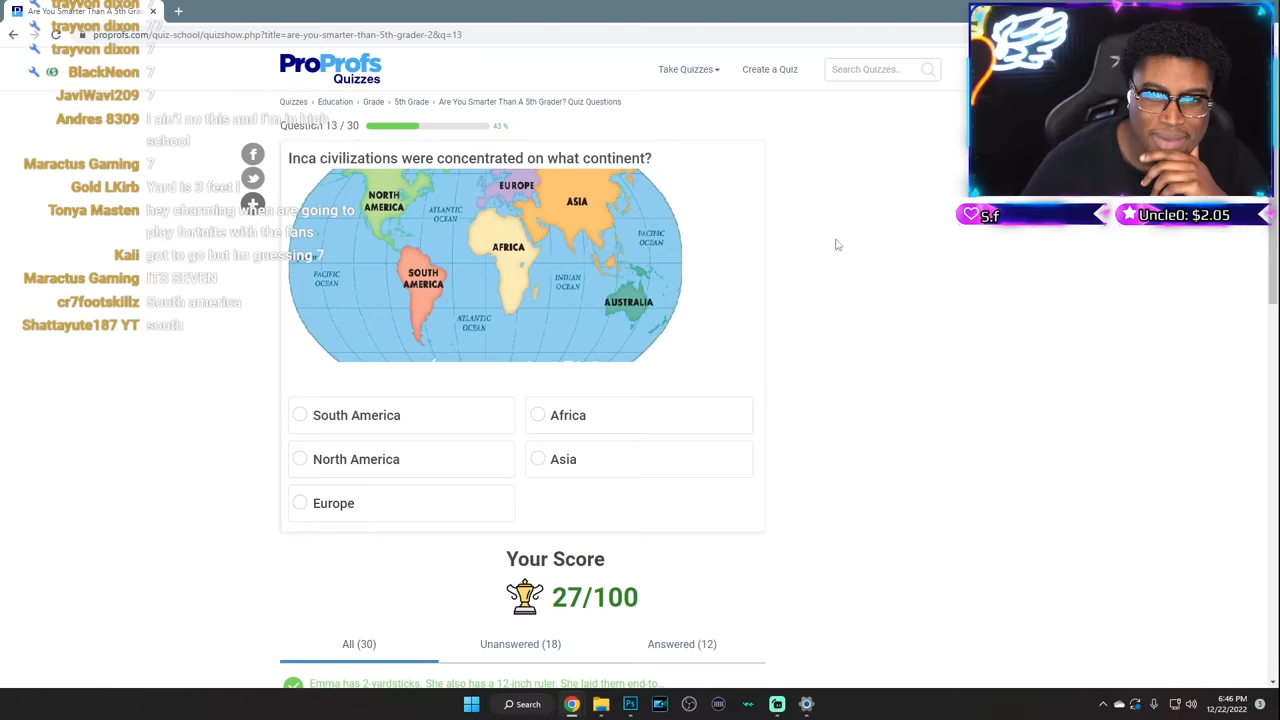 Are You Smarter Than A 5th Gra
proprofs.com/quiz-school/quizshow.php?title=are-you-smarter-than-5th-grader-2&q=13
trayvon dixon
trayvon dixon 77
trayvon dixon 7
BlackNeon 7
JaviWavi209 7
Andres 8309 I ain't no this and I'm in high
school
Maractus Gaming 7
Gold LKirb Yard is 3 feet l
Tonya Masten hey charming when are going to
play fortnite with the fans
Kaii got to go but im guessing 7
Maractus Gaming IT'S SEVEN
cr7footskillz South america
Shattayute187 YT south
ProProfs
Quizzes
Take Quizzes
Create a Quiz
Search Quizzes..
Quizzes › Education › Grade › 5th Grade › Are You Smarter Than A 5th Grader? Quiz Questions
Question 13 / 30
43 %
Inca civilizations were concentrated on what continent?
NORTH
AMERICA
EUROPE
ASIA
ATLANTIC
OCEAN
PACIFIC
OCEAN
AFRICA
PACIFIC
OCEAN
SOUTH
AMERICA
INDIAN
OCEAN
AUSTRALIA
ATLANTIC
OCEAN
South America
Africa
North America
Asia
Europe
Your Score
27/100
All (30)
Unanswered (18)
Answered (12)
Emma has 2-yardsticks. She also has a 12-inch ruler. She laid them end-to...
S.f
Uncle0: $2.05
Search
6:46 PM
12/22/2022